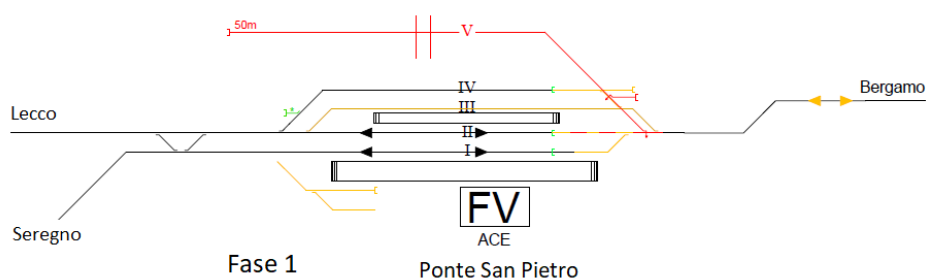 50m
V
IV
Bergamo
Lecco
III
II
I
Seregno
FV
ACE
Fase 1
Ponte San Pietro